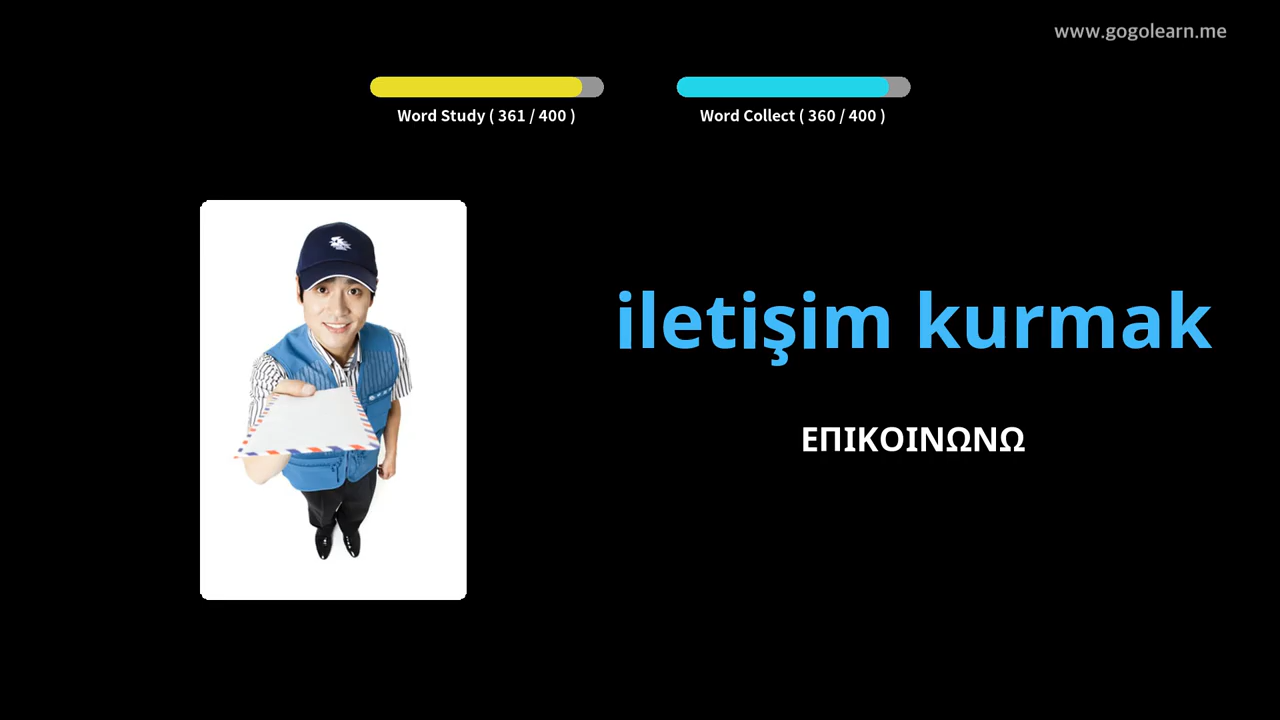 www.gogolearn.me
Word Study ( 361 / 400 )
Word Collect ( 360 / 400 )
iletişim kurmak
ΕΠΙΚΟΙΝΩΝΩ